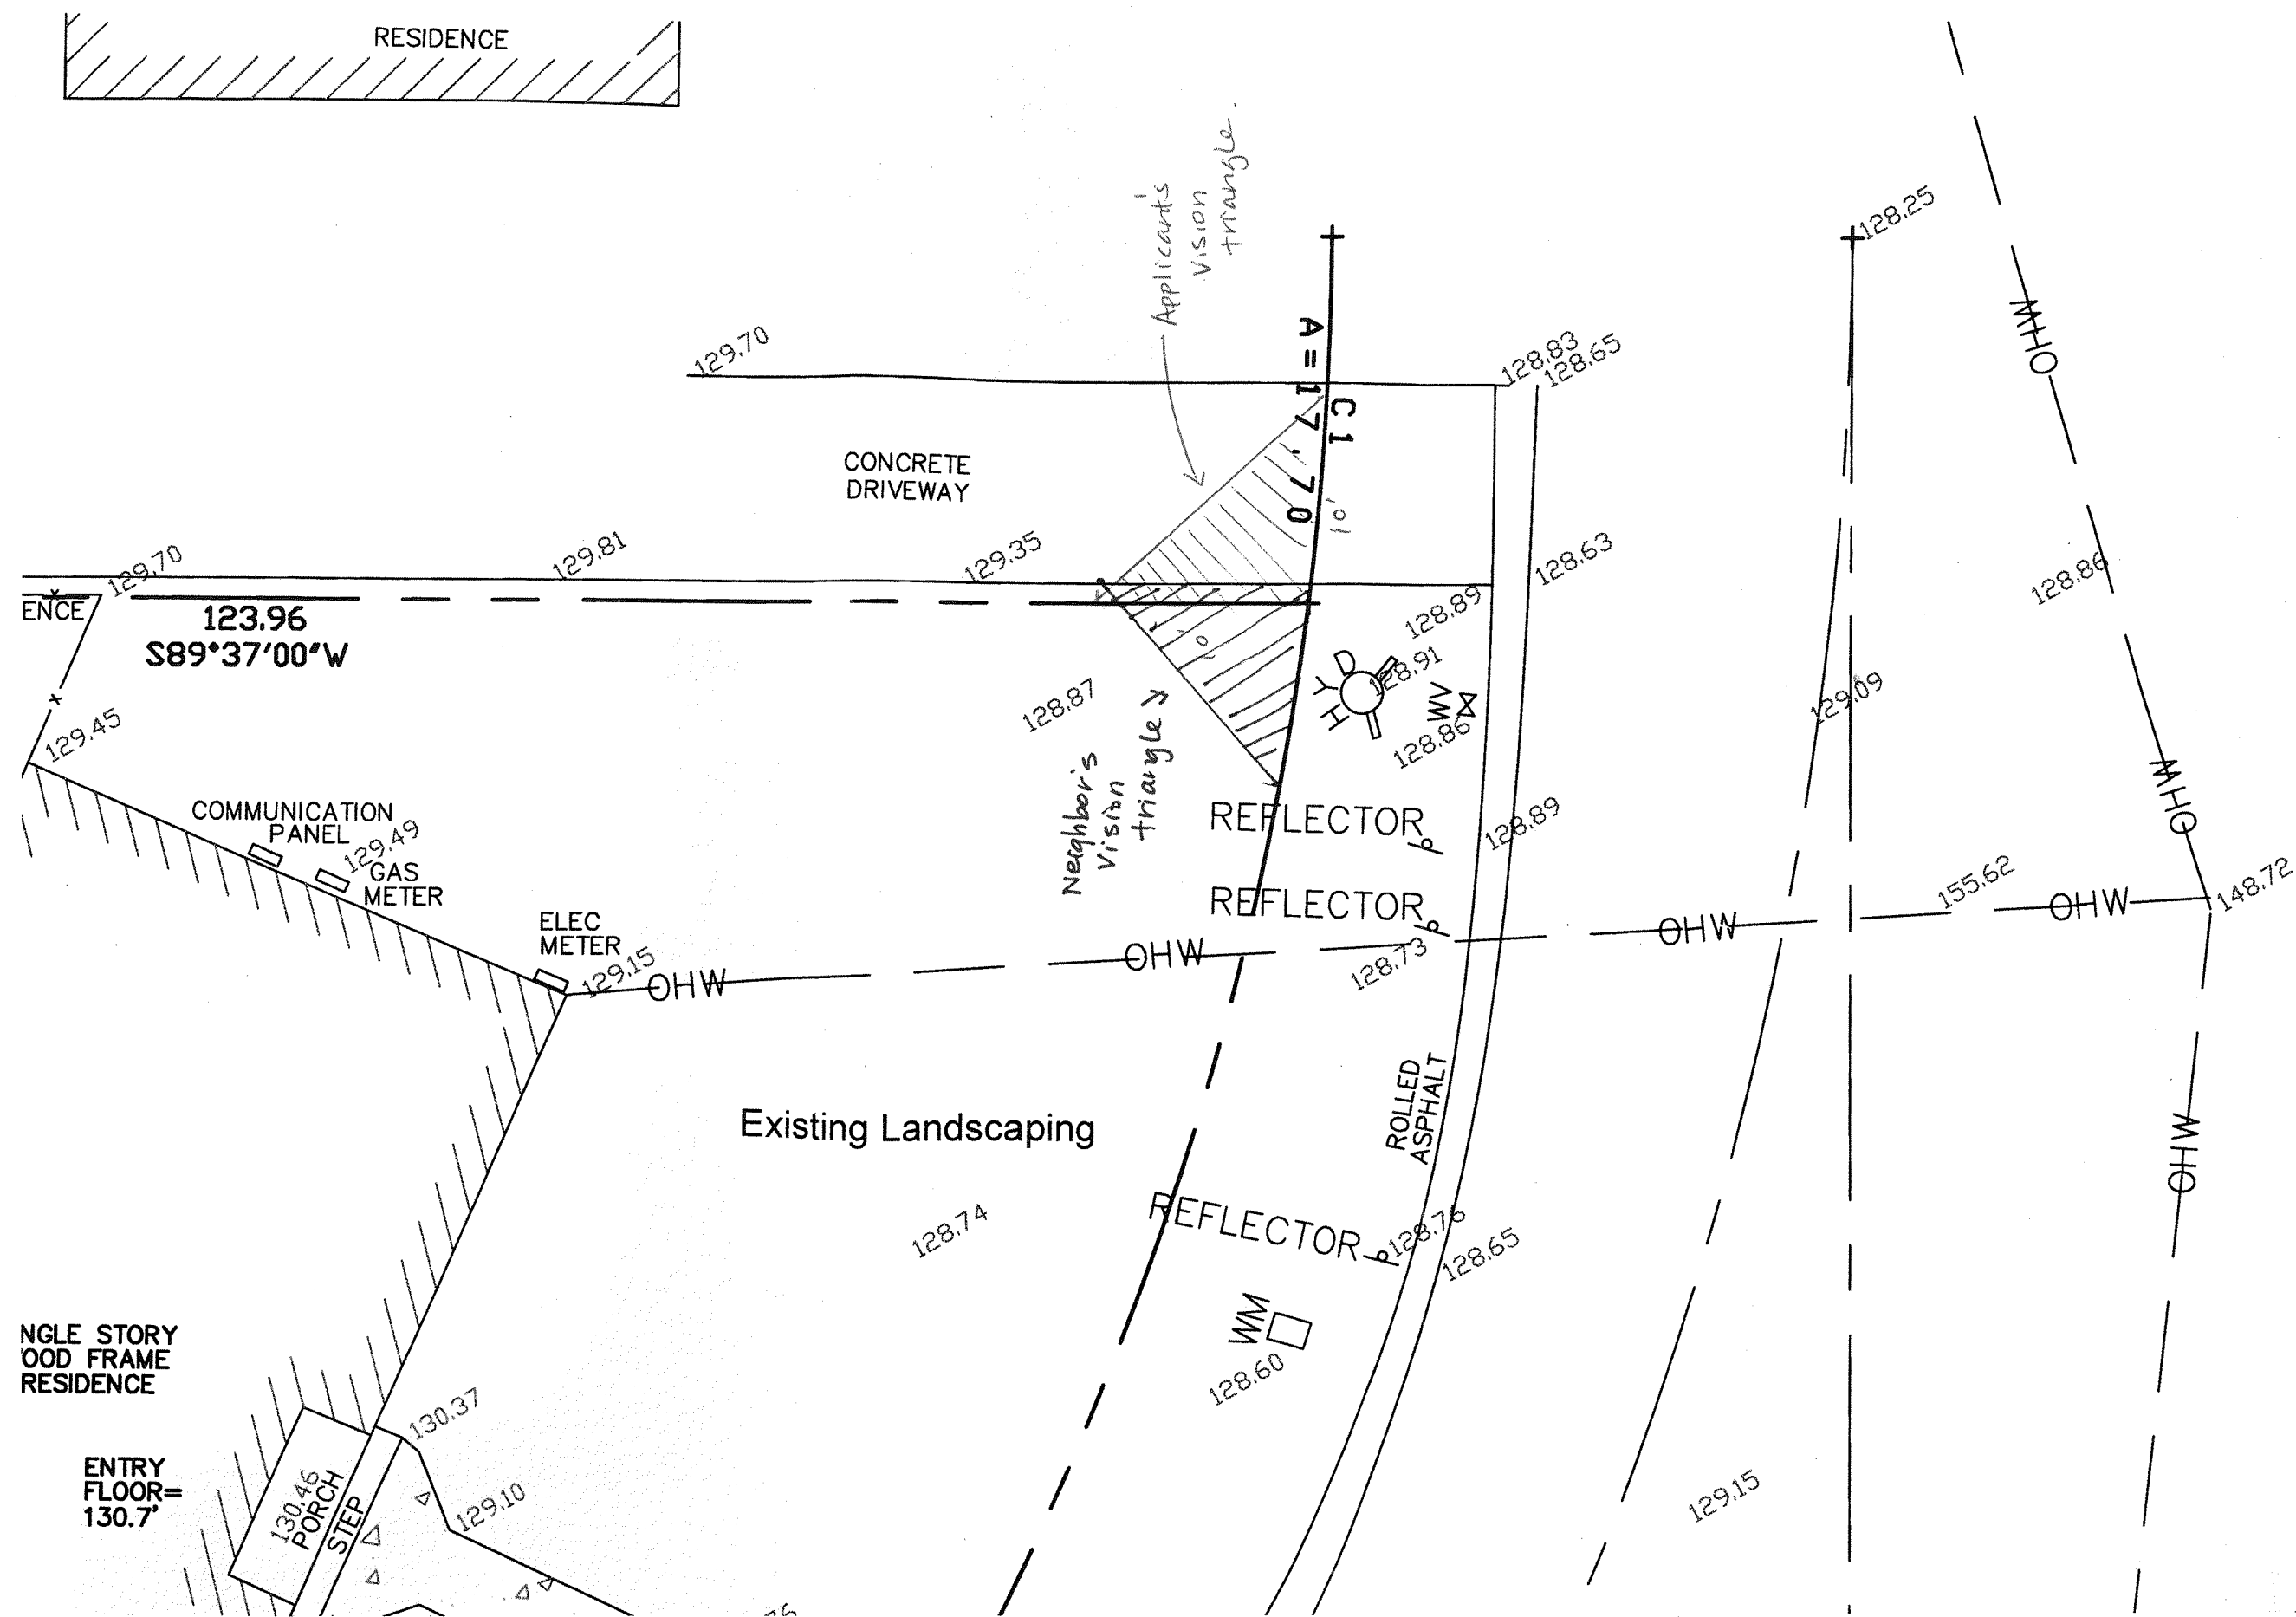 RESIDENCE
Applicant's
vision
triangle.
128.25
OHW
A = 17.70
C1
10'
129.70
128.83
128.65
CONCRETE
DRIVEWAY
129.70
129.81
129.35
128.63
128.86
ENCE
123.96
S89°37'00"W
128.89
HYD
128.91
WV
128.86
129.09
128.87
10
Neighbor's
vision
triangle
129.45
OHW
COMMUNICATION
PANEL
129.49
GAS
METER
REFLECTOR
128.89
REFLECTOR
ELEC
METER
129.15
OHW
OHW
128.73
OHW
155.62
OHW
148.72
Existing Landscaping
ROLLED
ASPHALT
OHW
128.74
REFLECTOR
128.76
128.65
WM
128.60
NGLE STORY
OOD FRAME
RESIDENCE
130.37
ENTRY
FLOOR=
130.7'
130.46
PORCH
STEP
129.10
129.15